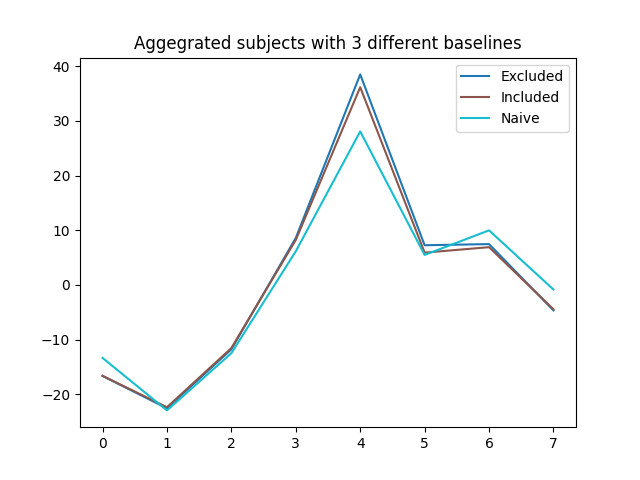 Aggegrated subjects with 3 different baselines
40
30
20
10
0
−10
−20
0 1 2 3 4 5 6 7
Excluded
Included
Naive